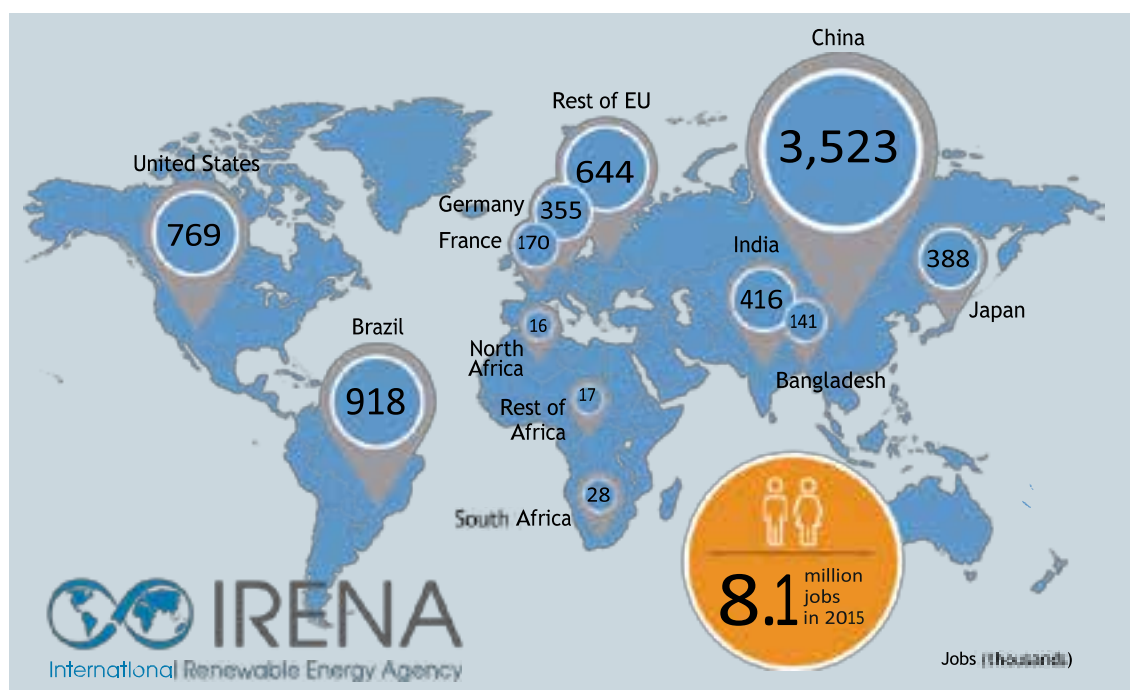 China
3,523
Rest of EU
644
United States
769
Germany
355
France
170
India
416
141
Bangladesh
388
Japan
Brazil
918
16
North
Africa
17
Rest of
Africa
28
South Africa
8.1 million
jobs
in 2015
IRENA
International Renewable Energy Agency
Jobs (thousands)